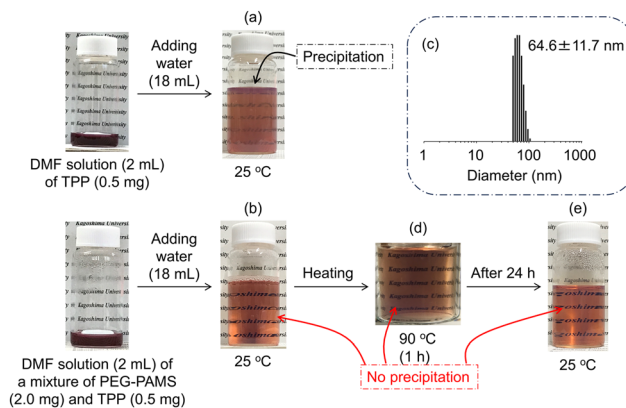 (a)
Adding
water
(18 mL)
Precipitation
DMF solution (2 mL)
of TPP (0.5 mg)
25 °C
(c)
64.6±11.7 nm
1 10 100 1000
Diameter (nm)
(b)
(d)
(e)
Adding
water
(18 mL)
Heating
After 24 h
Kagoshima University
25 °C
90 °C
(1 h)
25 °C
No precipitation
DMF solution (2 mL) of
a mixture of PEG-PAMS
(2.0 mg) and TPP (0.5 mg)